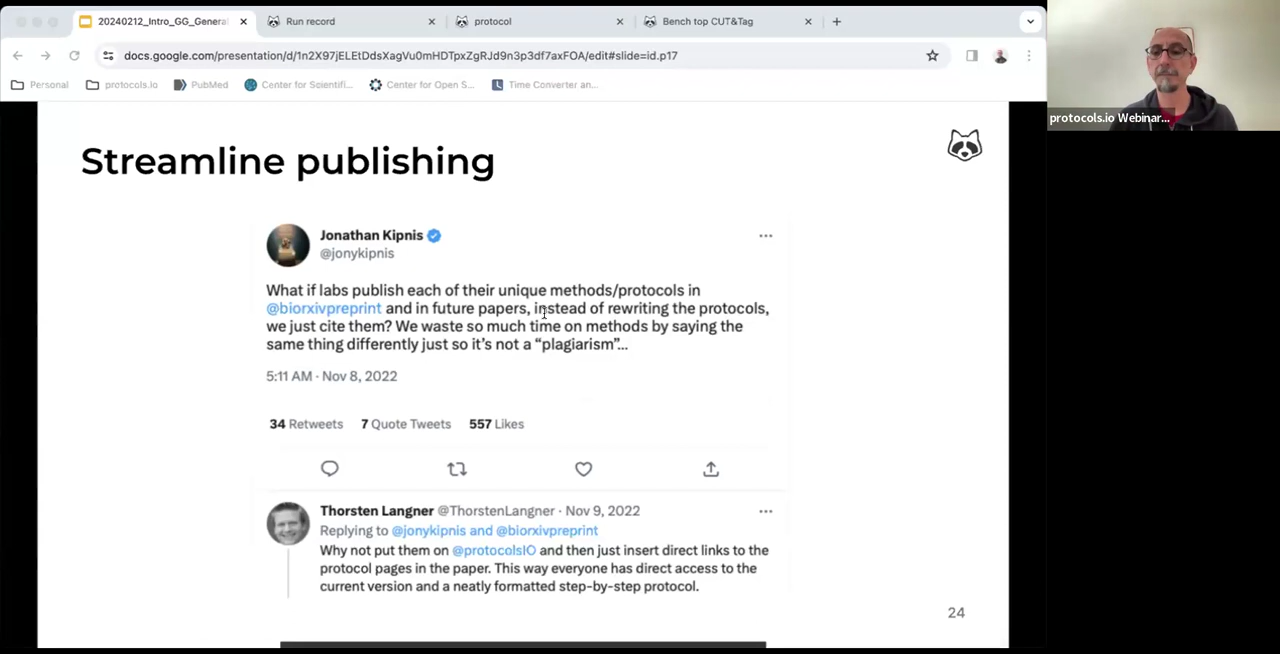 20240212_Intro_GG_General
Run record
protocol
Bench top CUT&Tag
docs.google.com/presentation/d/1n2X97jELEtDdsXagVu0mHDTpxZgRJd9n3p3df7axFOA/edit#slide=id.p17
Personal
protocols.io
PubMed
Center for Scientifi...
Center for Open S...
Time Converter an...
protocols.io Webinar...
Streamline publishing
Jonathan Kipnis
@jonykipnis
What if labs publish each of their unique methods/protocols in
@biorxivpreprint and in future papers, instead of rewriting the protocols,
we just cite them? We waste so much time on methods by saying the
same thing differently just so it's not a “plagiarism”...
5:11 AM · Nov 8, 2022
34 Retweets 7 Quote Tweets 557 Likes
Thorsten Langner @ThorstenLangner · Nov 9, 2022
Replying to @jonykipnis and @biorxivpreprint
Why not put them on @protocolsIO and then just insert direct links to the
protocol pages in the paper. This way everyone has direct access to the
current version and a neatly formatted step-by-step protocol.
24